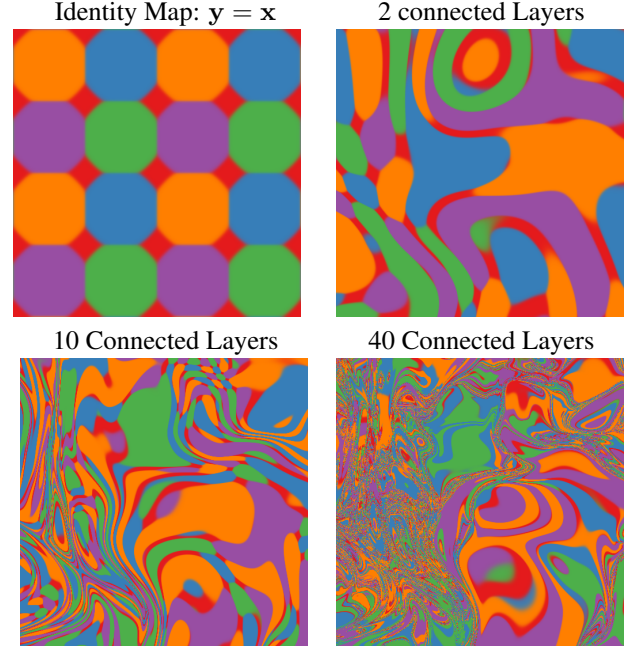 Identity Map: y = x
2 connected Layers
10 Connected Layers
40 Connected Layers